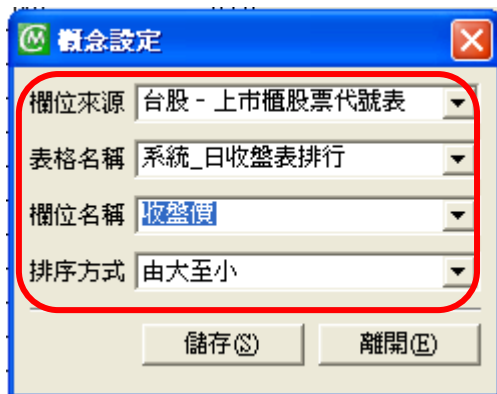 概念設定
欄位來源 台股 - 上市櫃股票代號表
表格名稱 系統_日收盤表排行
欄位名稱 收盤價
排序方式 由大至小
儲存(S) 離開(E)